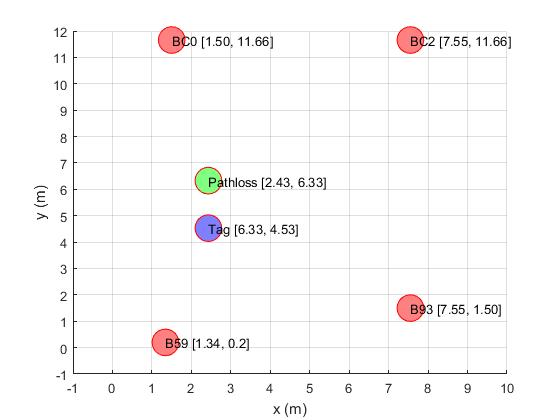 BC0 [1.50, 11.66]
BC2 [7.55, 11.66]
Pathloss [2.43, 6.33]
Tag [6.33, 4.53]
B93 [7.55, 1.50]
B59 [1.34, 0.2]
12
11
10
9
8
7
6
5
4
3
2
1
0
-1
y (m)
-1 0 1 2 3 4 5 6 7 8 9 10
x (m)